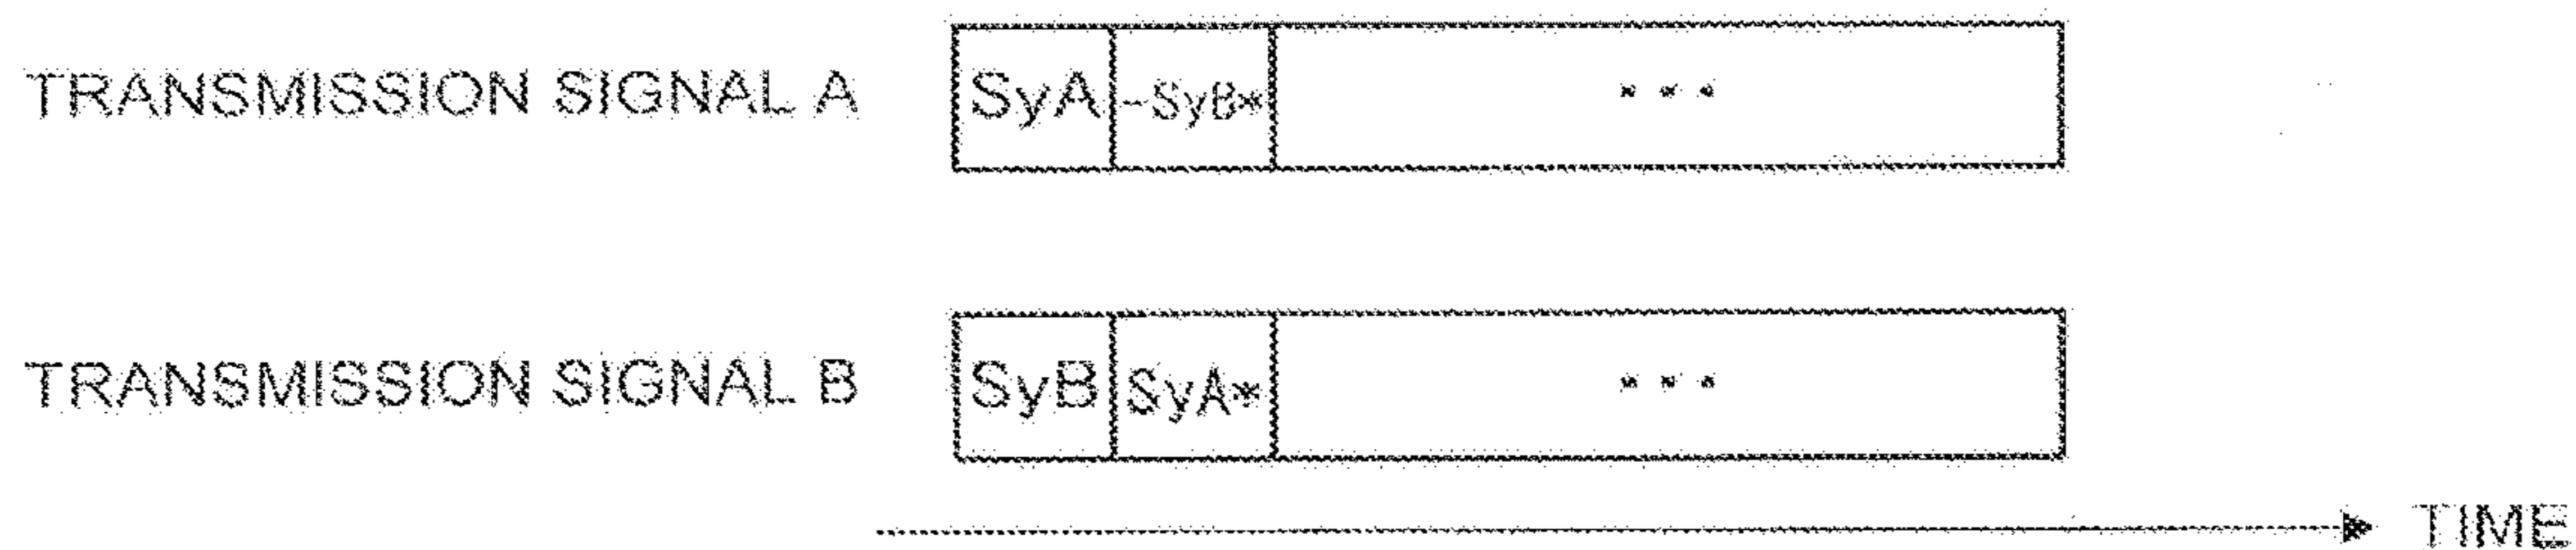 TRANSMISSION SIGNAL A SyA -SyB* ...
TRANSMISSION SIGNAL B SyB SyA* ...
TIME